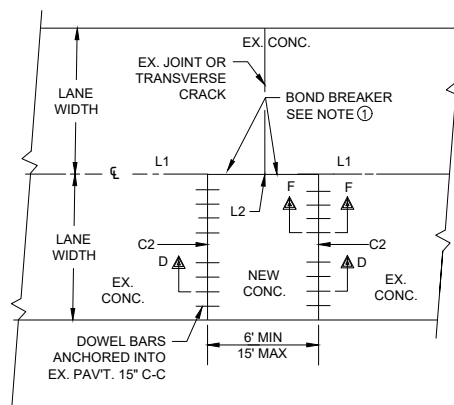 EX. CONC.
EX. JOINT OR
TRANSVERSE
CRACK
LANE
WIDTH
BOND BREAKER
SEE NOTE ①
℄
L1
L1
F
F
L2
LANE
WIDTH
C2
C2
D
D
EX.
CONC.
NEW
CONC.
EX.
CONC.
DOWEL BARS
ANCHORED INTO
EX. PAV'T. 15" C-C
6' MIN
15' MAX